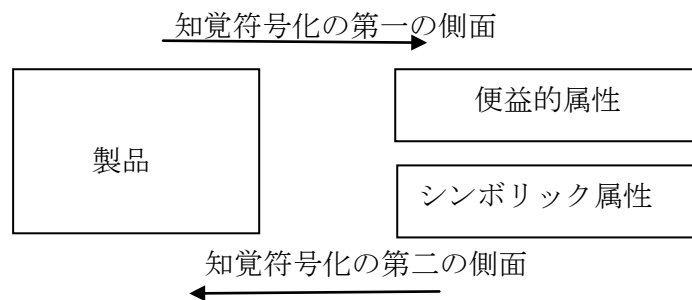 知覚符号化の第一の側面
便益的属性
製品
シンボリック属性
知覚符号化の第二の側面